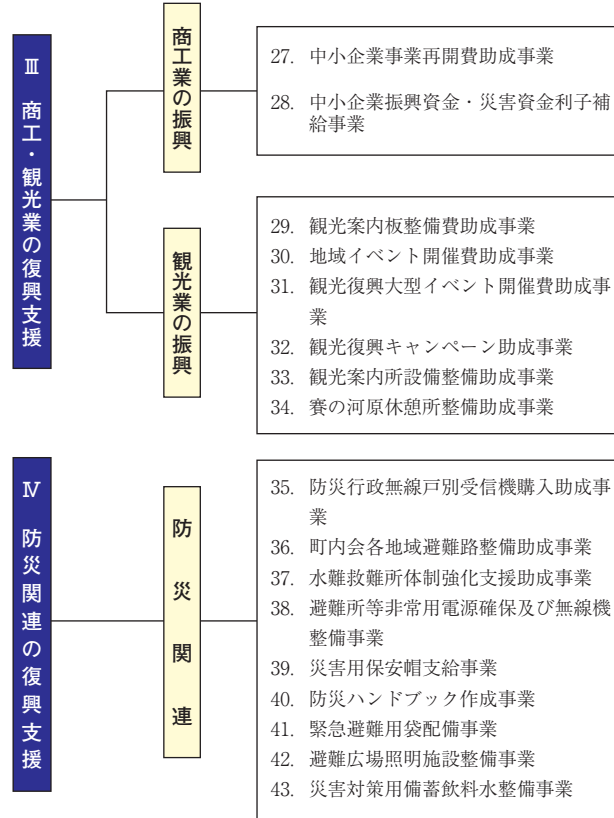 Ⅲ 商工・観光業の復興支援
商工業の振興
27. 中小企業事業再開費助成事業
28. 中小企業振興資金・災害資金利子補
給事業
観光業の振興
29. 観光案内板整備費助成事業
30. 地域イベント開催費助成事業
31. 観光復興大型イベント開催費助成事
業
32. 観光復興キャンペーン助成事業
33. 観光案内所設備整備助成事業
34. 賽の河原休憩所整備助成事業
Ⅳ 防災関連の復興支援
防災関連
35. 防災行政無線戸別受信機購入助成事
業
36. 町内会各地域避難路整備助成事業
37. 水難救難所体制強化支援助成事業
38. 避難所等非常用電源確保及び無線機
整備事業
39. 災害用保安帽支給事業
40. 防災ハンドブック作成事業
41. 緊急避難用袋配備事業
42. 避難広場照明施設整備事業
43. 災害対策用備蓄飲料水整備事業